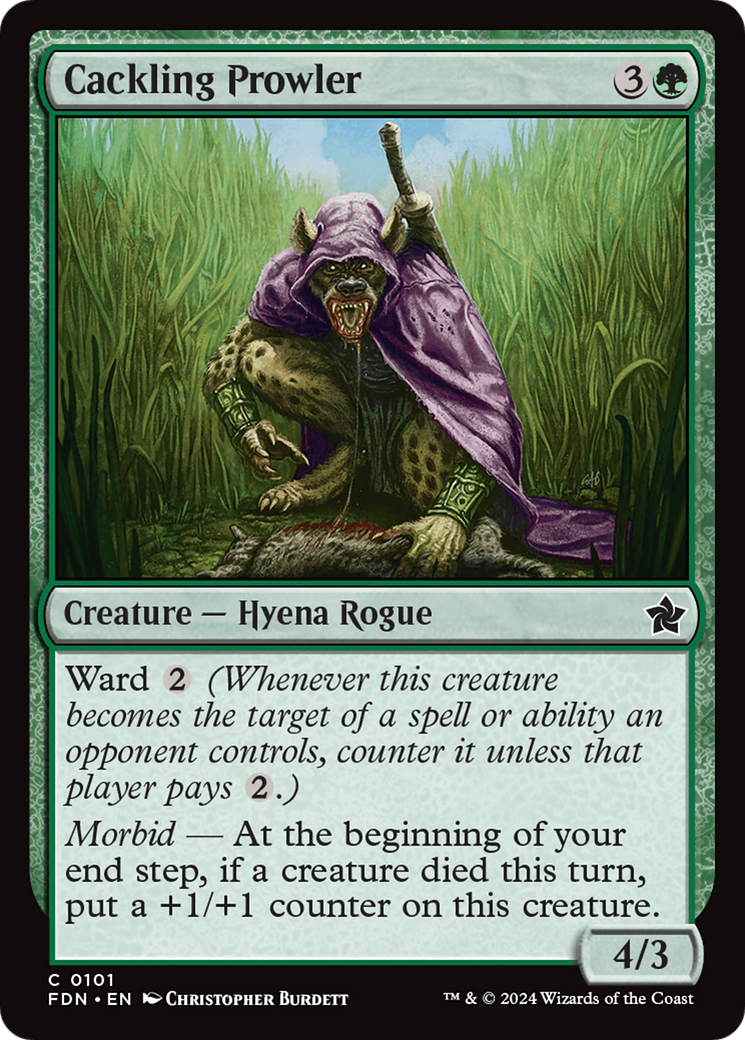 Cackling Prowler 3
Creature — Hyena Rogue
Ward 2 (Whenever this creature
becomes the target of a spell or ability an
opponent controls, counter it unless that
player pays 2.)
Morbid — At the beginning of your
end step, if a creature died this turn,
put a +1/+1 counter on this creature.
4/3
C 0101
FDN • EN Christopher Burdett ™ & © 2024 Wizards of the Coast